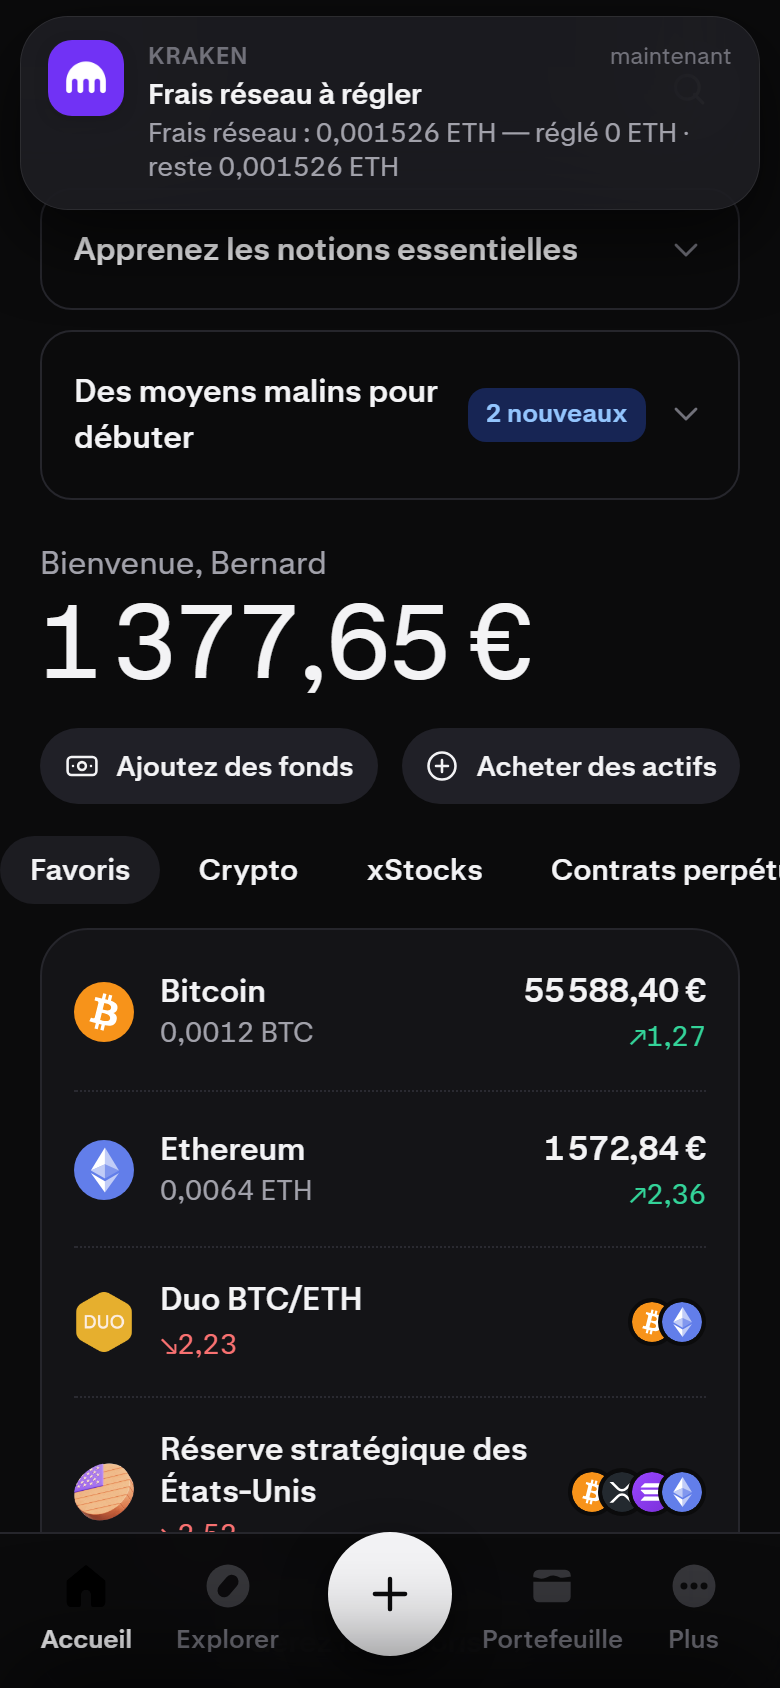 KRAKEN
maintenant
Frais réseau à régler
Frais réseau : 0,001526 ETH — réglé 0 ETH ·
reste 0,001526 ETH
Apprenez les notions essentielles
Des moyens malins pour
débuter
2 nouveaux
Bienvenue, Bernard
1 377,65 €
Ajoutez des fonds
Acheter des actifs
Favoris
Crypto
xStocks
Contrats perpét
Bitcoin
55 588,40 €
0,0012 BTC
↗1,27
Ethereum
1 572,84 €
0,0064 ETH
↗2,36
DUO
Duo BTC/ETH
↘2,23
Réserve stratégique des
États-Unis
↘2,52
Accueil
Explorer
Portefeuille
Plus